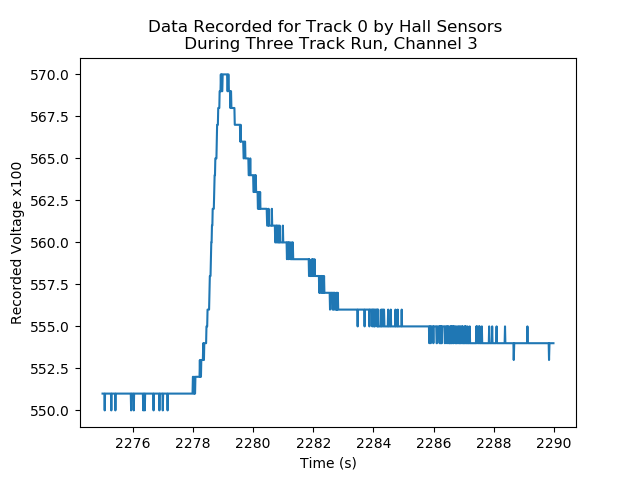 Data Recorded for Track 0 by Hall Sensors
During Three Track Run, Channel 3
570.0
567.5
565.0
562.5
560.0
557.5
555.0
552.5
550.0
Recorded Voltage x100
2276 2278 2280 2282 2284 2286 2288 2290
Time (s)